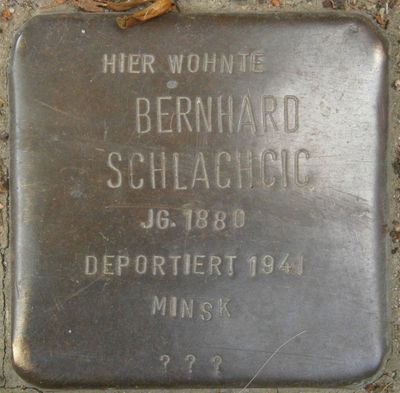 HIER WOHNTE
BERNHARD
SCHLACHCIC
JG. 1880
DEPORTIERT 1941
MINSK
? ? ?